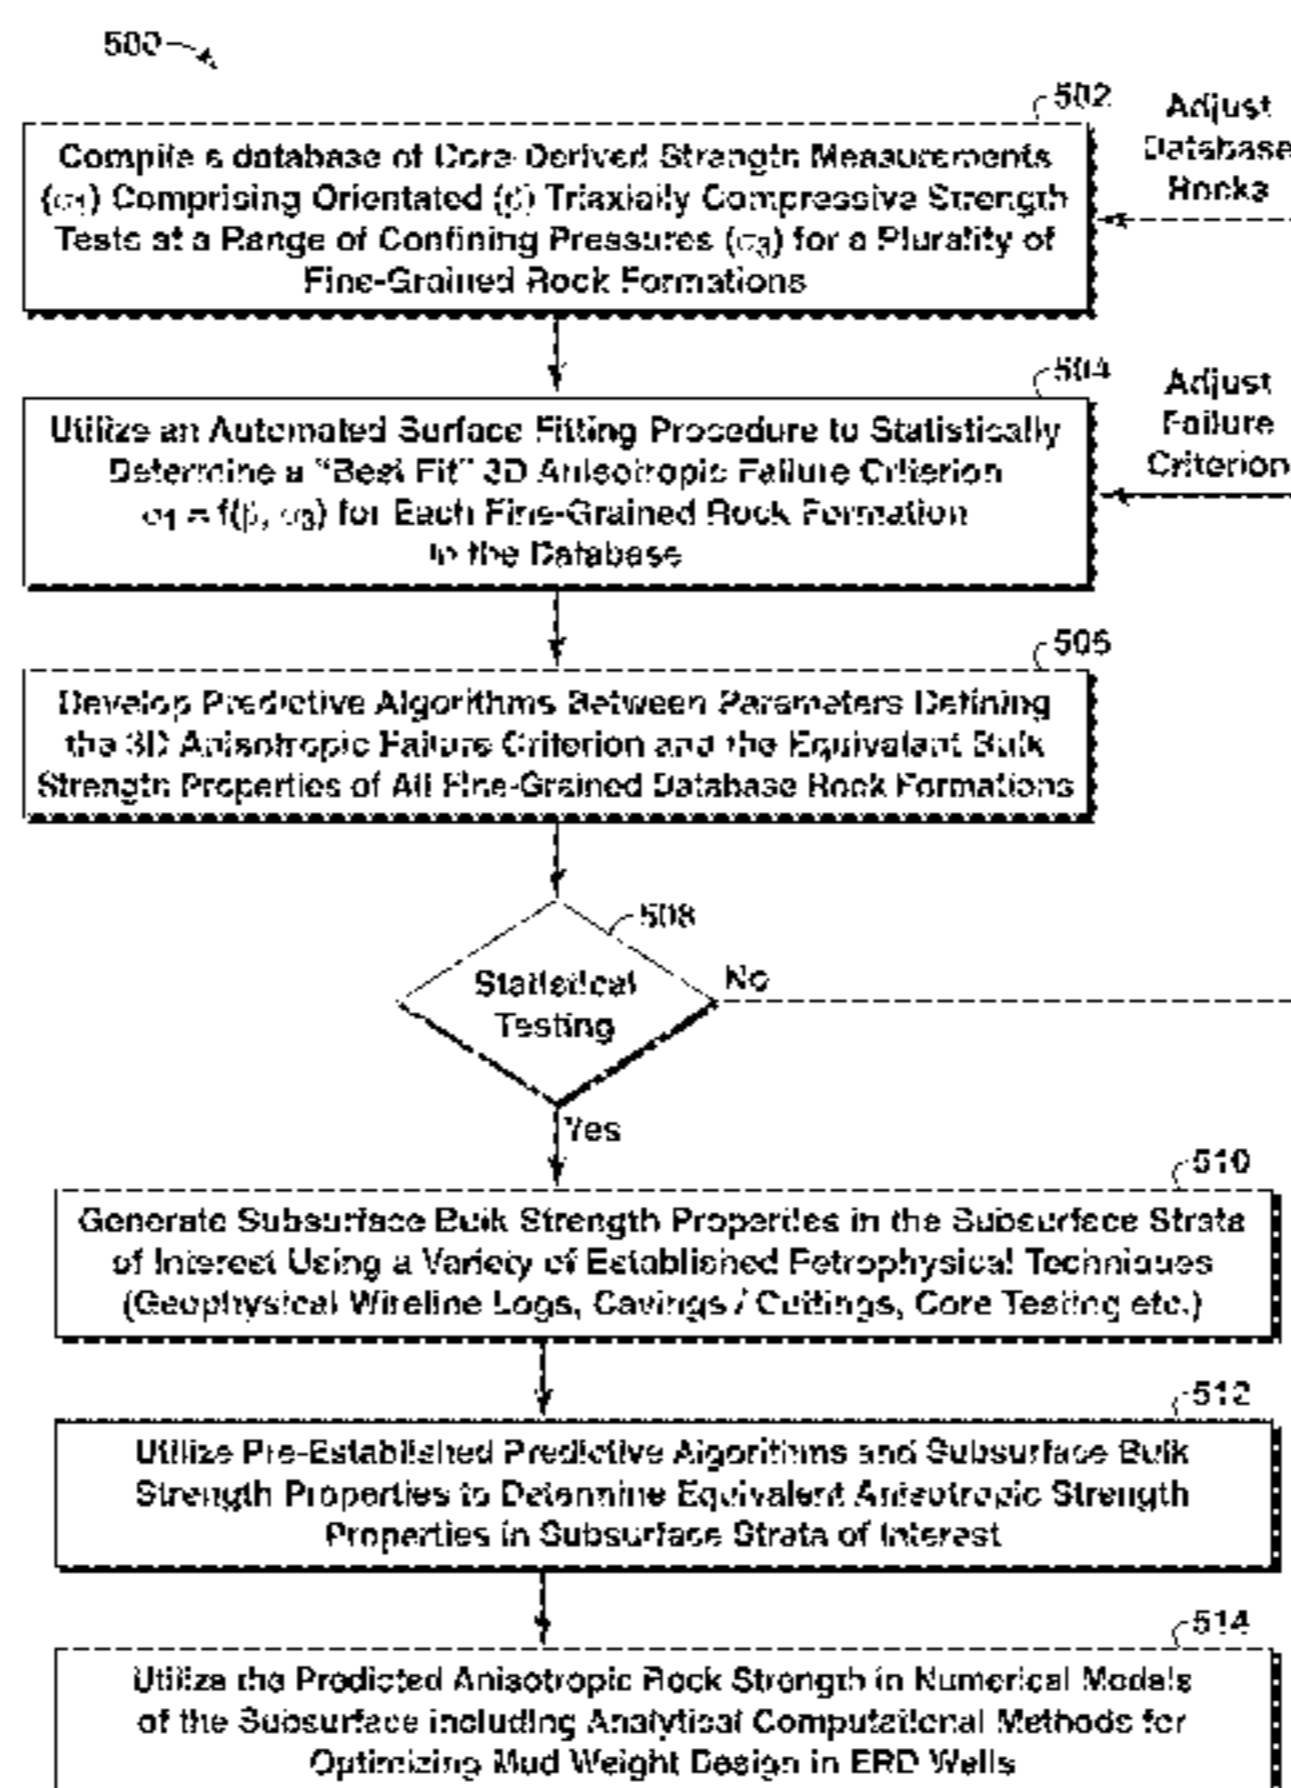 500
502
Adjust
Database
Rocks
Compile a database of Core-Derived Strength Measurements
(σ1) Comprising Orientated (β) Triaxially Compressive Strength
Tests at a Range of Confining Pressures (σ3) for a Plurality of
Fine-Grained Rock Formations
504
Adjust
Failure
Criterion
Utilize an Automated Surface Fitting Procedure to Statistically
Determine a "Best Fit" 3D Anisotropic Failure Criterion
σ1 = f(β, σ3) for Each Fine-Grained Rock Formation
in the Database
506
Develop Predictive Algorithms Between Parameters Defining
the 3D Anisotropic Failure Criterion and the Equivalent Bulk
Strength Properties of All Fine-Grained Database Rock Formations
508
Statistical
Testing
No
Yes
510
Generate Subsurface Bulk Strength Properties in the Subsurface Strata
of Interest Using a Variety of Established Petrophysical Techniques
(Geophysical Wireline Logs, Cavings / Cuttings, Core Testing etc.)
512
Utilize Pre-Established Predictive Algorithms and Subsurface Bulk
Strength Properties to Determine Equivalent Anisotropic Strength
Properties in Subsurface Strata of Interest
514
Utilize the Predicted Anisotropic Rock Strength in Numerical Models
of the Subsurface including Analytical Computational Methods for
Optimizing Mud Weight Design in ERD Wells